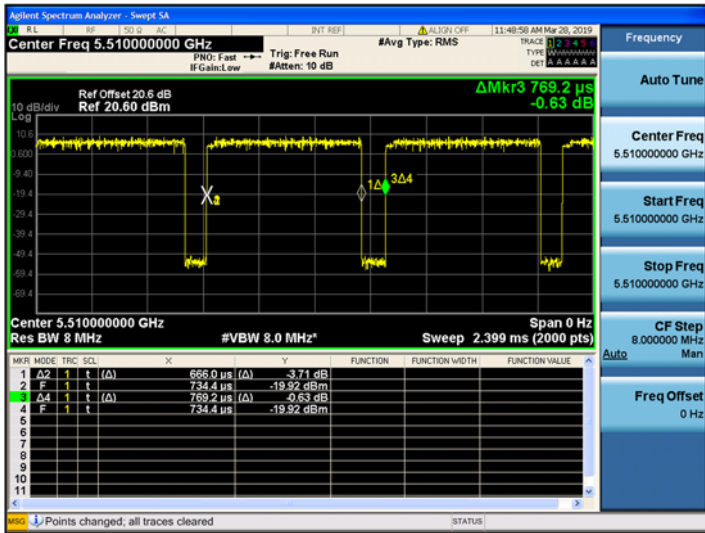 Agilent Spectrum Analyzer - Swept SA
RL RF 50 Ω AC INT REF ALIGN OFF 11:48:58 AM Mar 28, 2019
Center Freq 5.510000000 GHz #Avg Type: RMS TRACE 1 2 3 4 5 6
PNO: Fast Trig: Free Run TYPE
IFGain:Low #Atten: 10 dB DET A A A A A A
Ref Offset 20.6 dB ΔMkr3 769.2 µs
10 dB/div Ref 20.60 dBm -0.63 dB
Log
10.6
0.600
-9.40
-19.4
-29.4
-39.4
-49.4
-59.4
-69.4
1Δ 3Δ4
Center 5.510000000 GHz Span 0 Hz
Res BW 8 MHz #VBW 8.0 MHz* Sweep 2.399 ms (2000 pts)
MKR MODE TRC SCL X Y FUNCTION FUNCTION WIDTH FUNCTION VALUE
1 Δ2 1 t (Δ) 666.0 µs (Δ) -3.71 dB
2 F 1 t 734.4 µs -19.92 dBm
3 Δ4 1 t (Δ) 769.2 µs (Δ) -0.63 dB
4 F 1 t 734.4 µs -19.92 dBm
5
6
7
8
9
10
11
MSG Points changed; all traces cleared STATUS
Frequency
Auto Tune
Center Freq
5.510000000 GHz
Start Freq
5.510000000 GHz
Stop Freq
5.510000000 GHz
CF Step
8.000000 MHz
Auto Man
Freq Offset
0 Hz